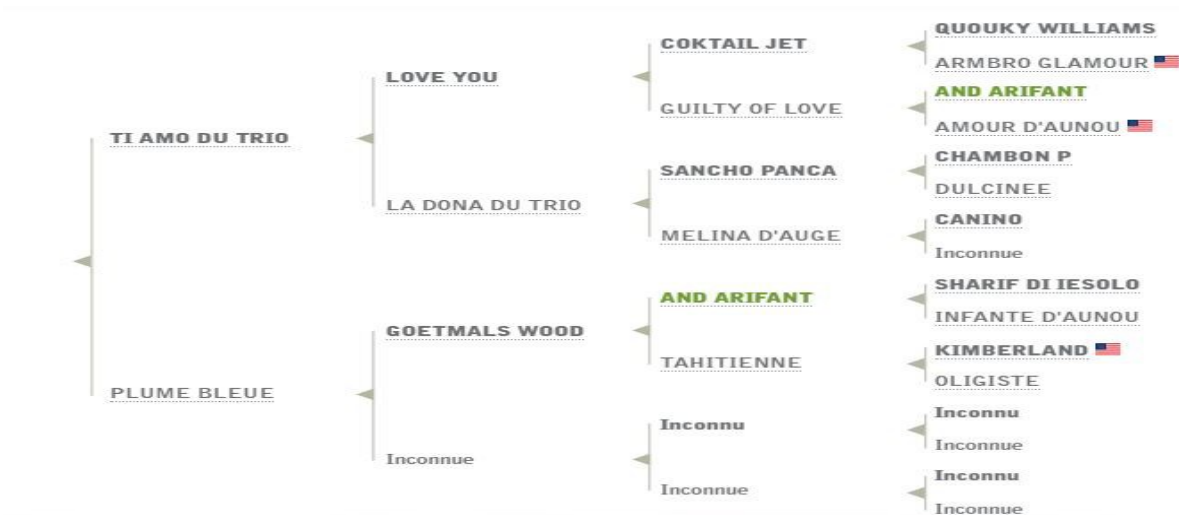 QUOUKY WILLIAMS
COKTAIL JET
ARMBRO GLAMOUR
LOVE YOU
AND ARIFANT
GUILTY OF LOVE
AMOUR D'AUNOU
TI AMO DU TRIO
CHAMBON P
SANCHO PANCA
DULCINEE
LA DONA DU TRIO
CANINO
MELINA D'AUGE
Inconnue
SHARIF DI IESOLO
AND ARIFANT
INFANTE D'AUNOU
GOETMALS WOOD
KIMBERLAND
TAHITIENNE
OLIGISTE
PLUME BLEUE
Inconnu
Inconnu
Inconnue
Inconnue
Inconnu
Inconnue
Inconnue